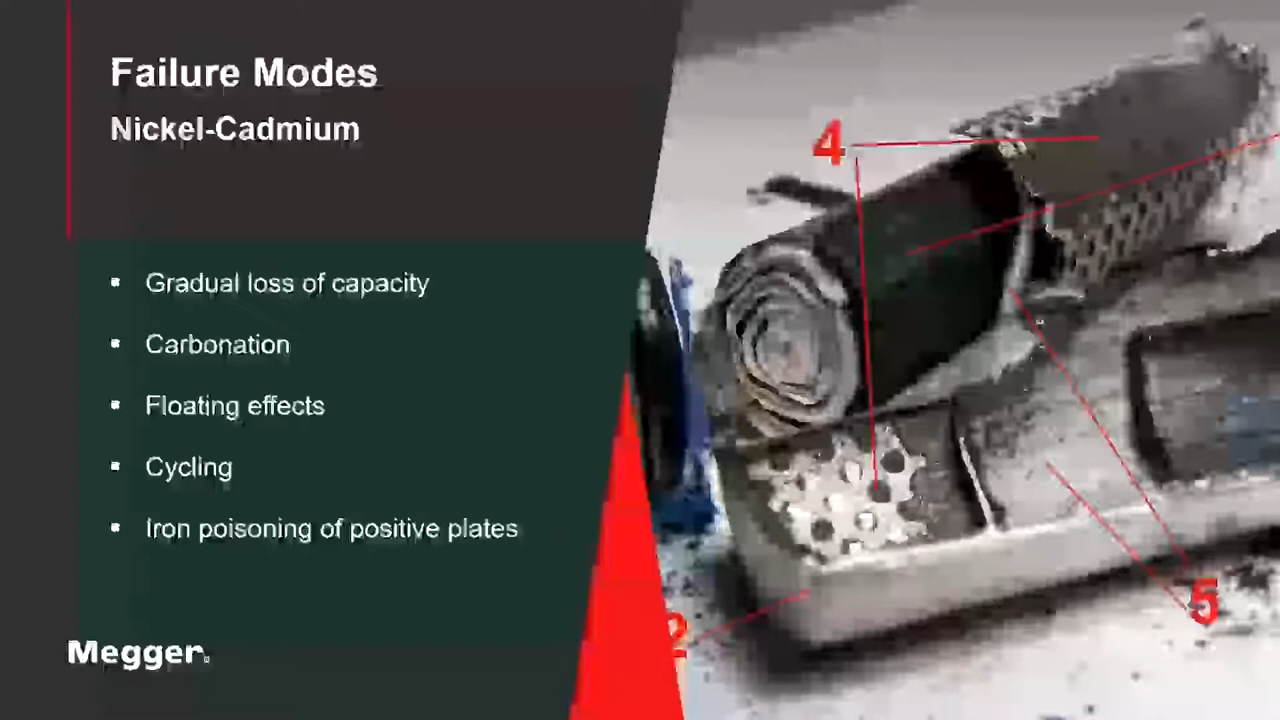 Failure Modes
Nickel-Cadmium
▪ Gradual loss of capacity
▪ Carbonation
▪ Floating effects
▪ Cycling
▪ Iron poisoning of positive plates
Megger
4
2
5